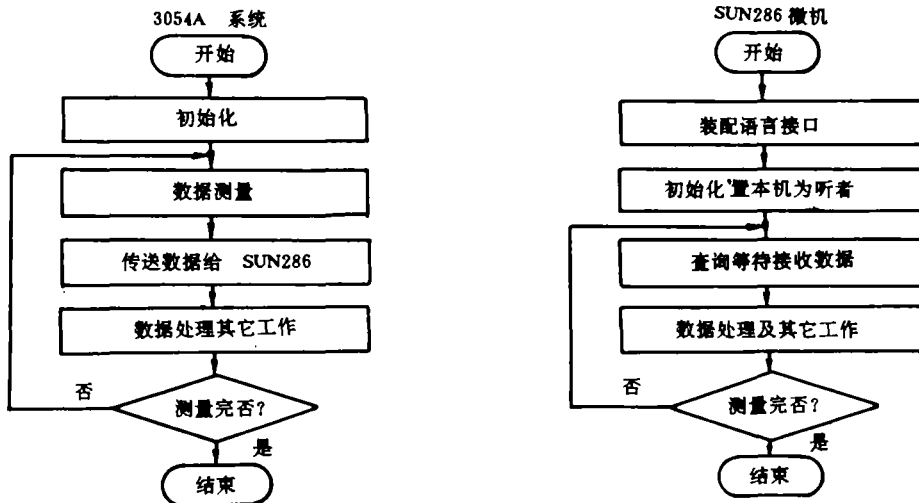 3054A 系统
开始
初始化
数据测量
传送数据给 SUN286
数据处理其它工作
否
测量完否?
是
结束
SUN286 微机
开始
装配语言接口
初始化'置本机为听者
查询等待接收数据
数据处理及其它工作
否
测量完否?
是
结束